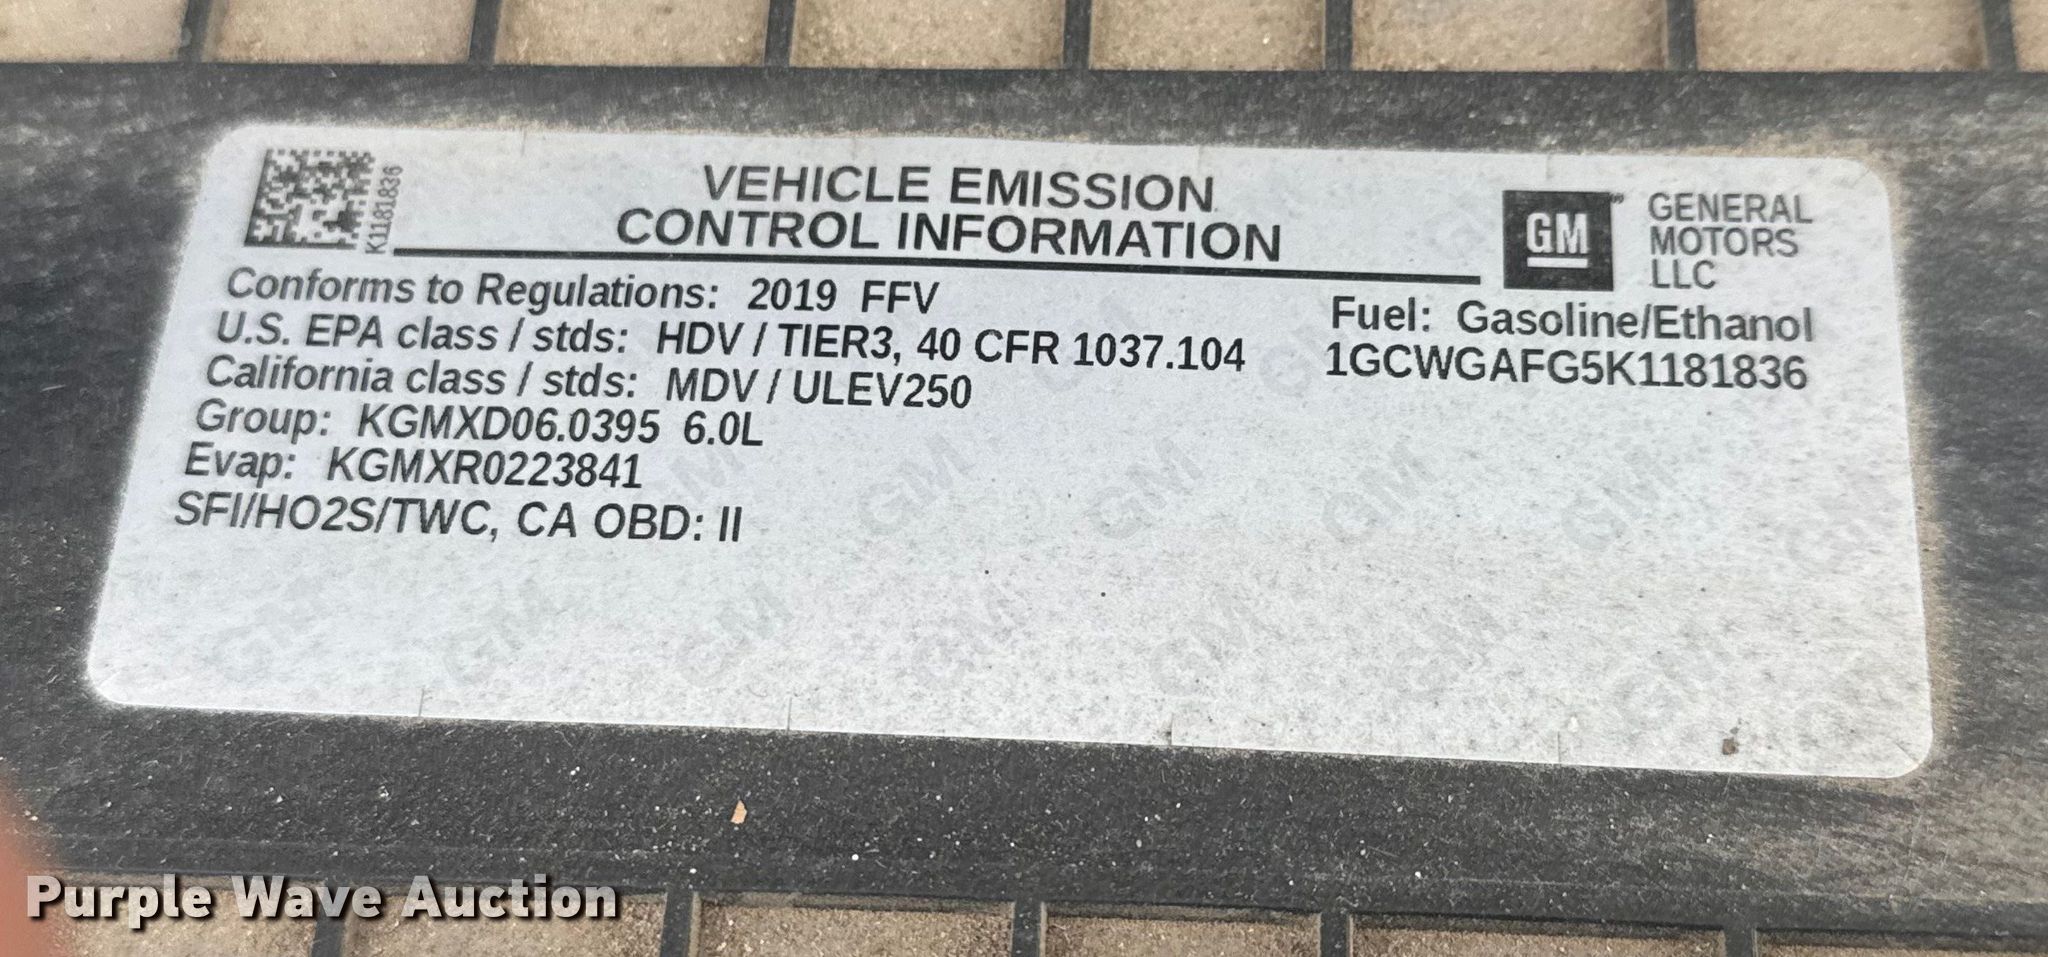 K1181836
VEHICLE EMISSION
CONTROL INFORMATION
GM
GENERAL
MOTORS
LLC
Conforms to Regulations: 2019 FFV
Fuel: Gasoline/Ethanol
U.S. EPA class / stds: HDV / TIER3, 40 CFR 1037.104
1GCWGAFG5K1181836
California class / stds: MDV / ULEV250
Group: KGMXD06.0395 6.0L
Evap: KGMXR0223841
SFI/HO2S/TWC, CA OBD: II
Purple Wave Auction